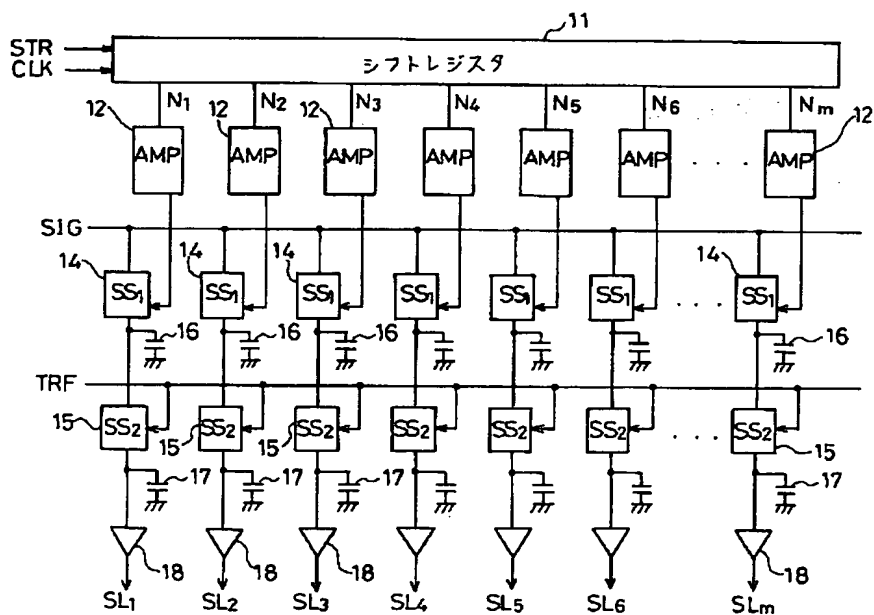 11
STR
CLK
シフトレジスタ
N1 N2 N3 N4 N5 N6 Nm
12 12 12 12
AMP AMP AMP AMP AMP AMP AMP
SIG
14 14 14 14
SS1 SS1 SS1 SS1 SS1 SS1 SS1
16 16 16 16
TRF
15 15 15 15
SS2 SS2 SS2 SS2 SS2 SS2 SS2
17 17 17 17
18 18 18 18
SL1 SL2 SL3 SL4 SL5 SL6 SLm